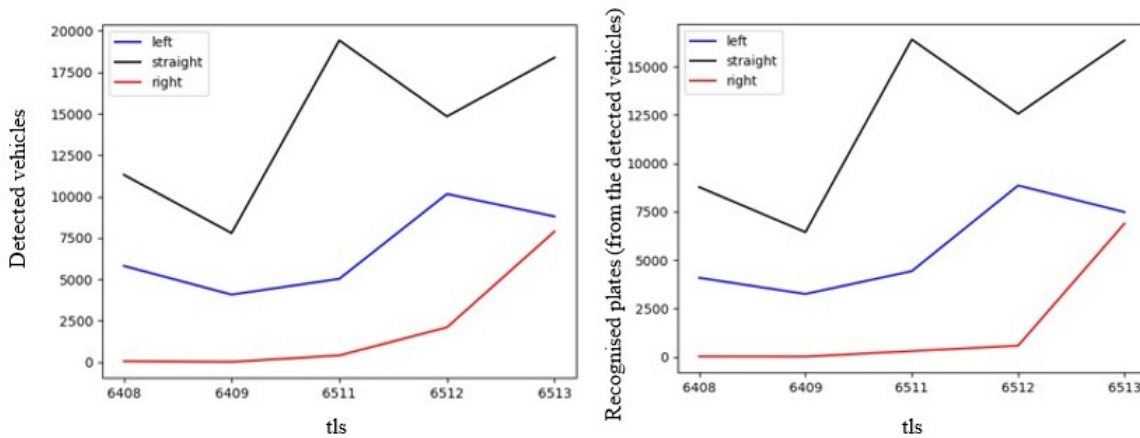 Detected vehicles
20000
17500
15000
12500
10000
7500
5000
2500
0
left
straight
right
6408 6409 6511 6512 6513
tls
Recognised plates (from the detected vehicles)
15000
12500
10000
7500
5000
2500
0
left
straight
right
6408 6409 6511 6512 6513
tls